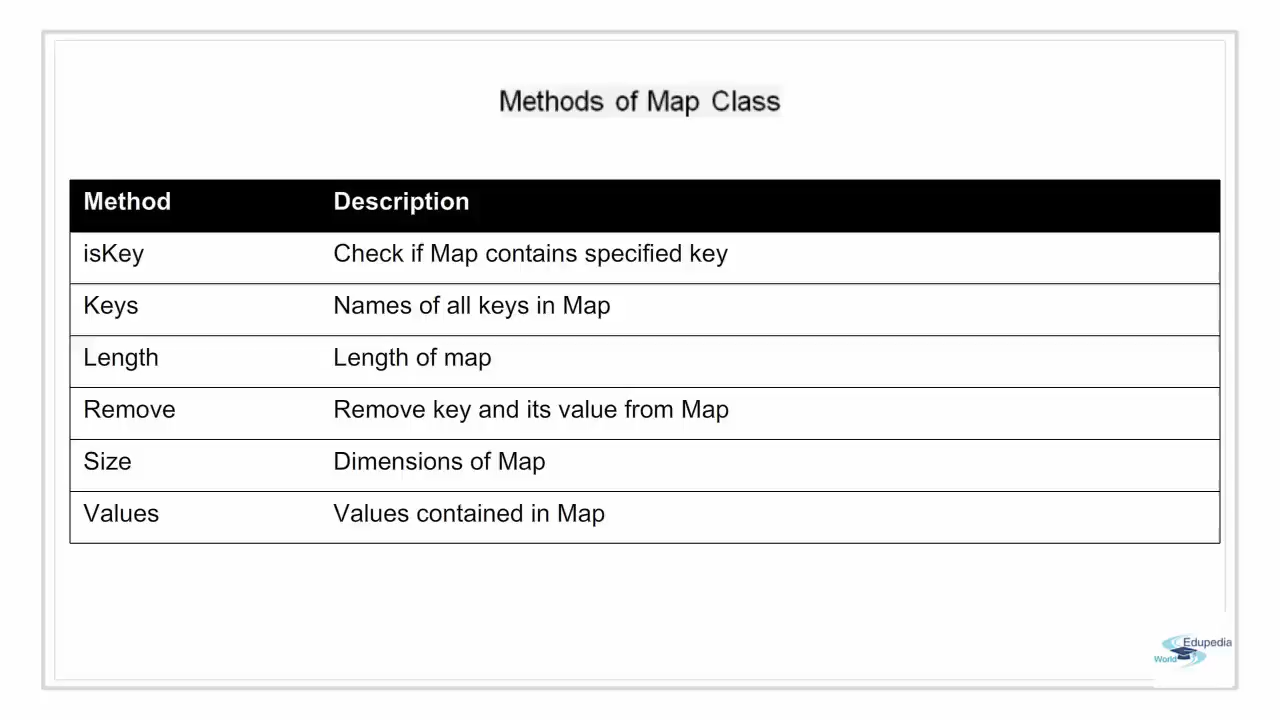 Methods of Map Class
Method Description
isKey Check if Map contains specified key
Keys Names of all keys in Map
Length Length of map
Remove Remove key and its value from Map
Size Dimensions of Map
Values Values contained in Map
Edupedia
World